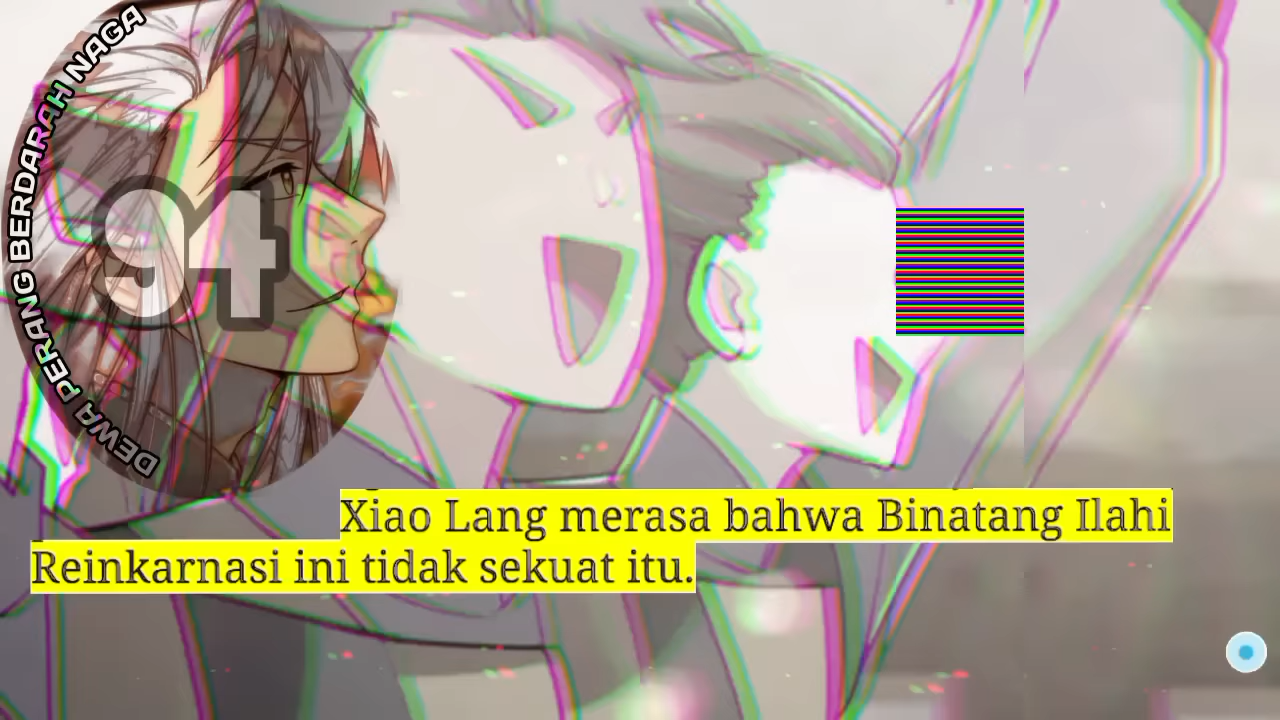 DEWA PERANG BERDARAH NAGA
94
Xiao Lang merasa bahwa Binatang Ilahi
Reinkarnasi ini tidak sekuat itu.